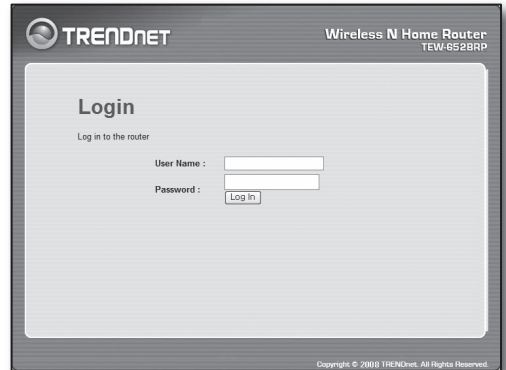 TRENDnet
Wireless N Home Router
TEW-652BRP
Login
Log in to the router
User Name :
Password :
Log In
Copyright © 2008 TRENDnet. All Rights Reserved.